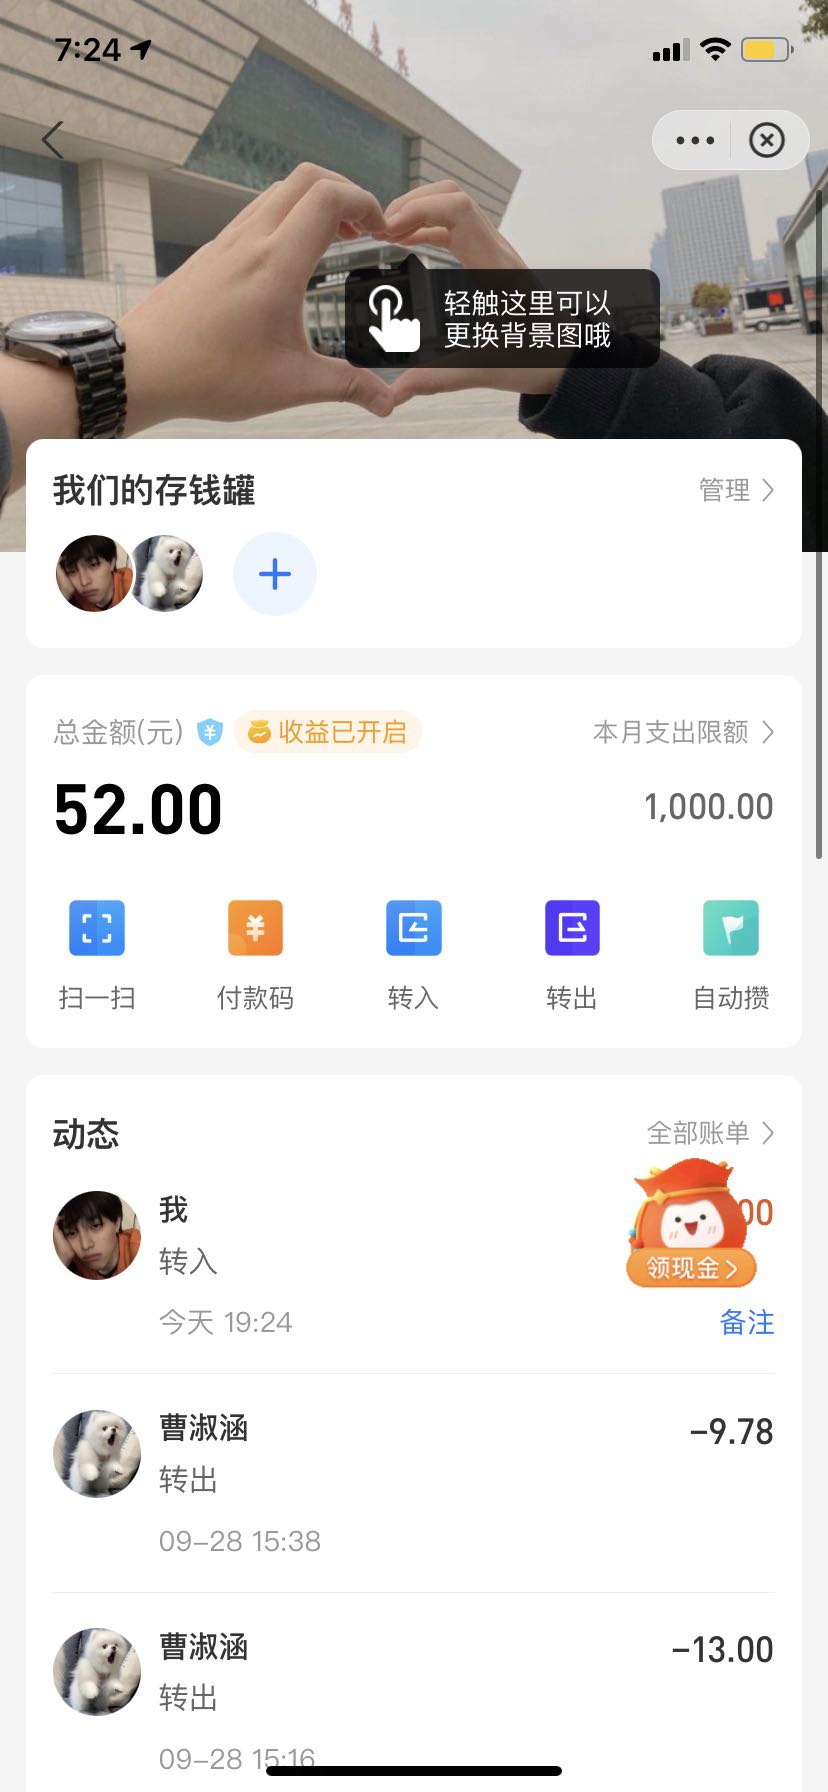 7:24
轻触这里可以
更换背景图哦
我们的存钱罐
管理
总金额(元)
收益已开启
本月支出限额
52.00
1,000.00
扫一扫
付款码
转入
转出
自动攒
动态
全部账单
我
00
转入
领现金
今天 19:24
备注
曹淑涵
-9.78
转出
09-28 15:38
曹淑涵
-13.00
转出
09-28 15:16